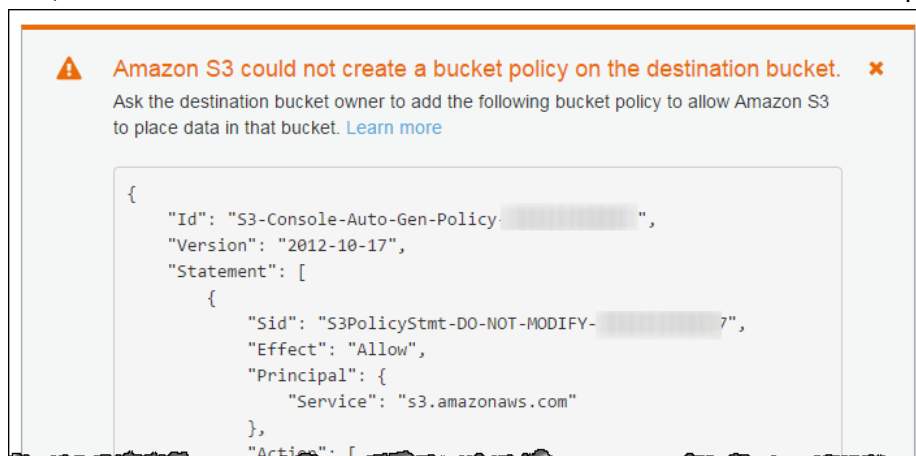 Amazon S3 could not create a bucket policy on the destination bucket.
Ask the destination bucket owner to add the following bucket policy to allow Amazon S3
to place data in that bucket. Learn more
{
    "Id": "S3-Console-Auto-Gen-Policy-              ",
    "Version": "2012-10-17",
    "Statement": [
        {
            "Sid": "S3PolicyStmt-DO-NOT-MODIFY-             7",
            "Effect": "Allow",
            "Principal": {
                "Service": "s3.amazonaws.com"
            },
            "Action": [